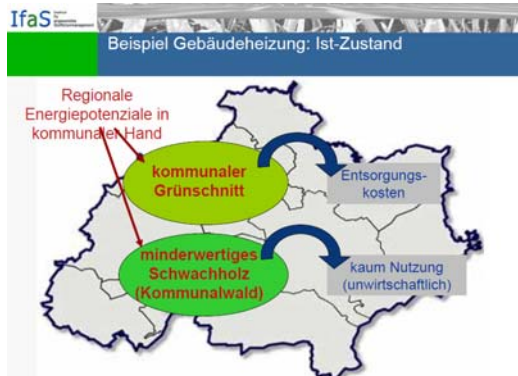 IfaS
Beispiel Gebäudeheizung: Ist-Zustand
Regionale
Energiepotenziale in
kommunaler Hand
kommunaler
Grünschnitt
Entsorgungs-
kosten
minderwertiges
Schwachholz
(Kommunalwald)
kaum Nutzung
(unwirtschaftlich)